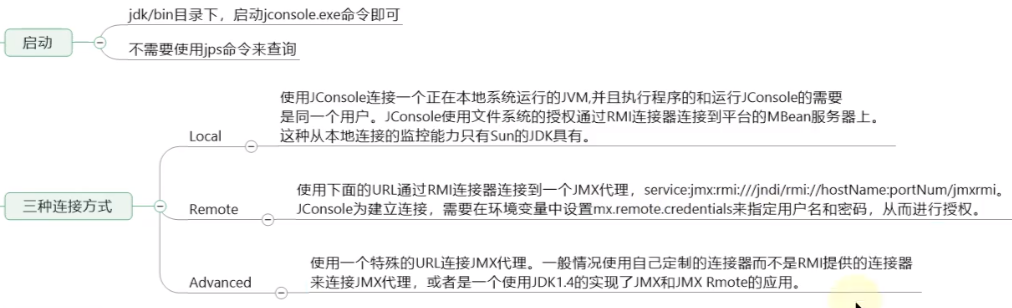 jdk/bin目录下，启动jconsole.exe命令即可
启动
不需要使用jps命令来查询
使用JConsole连接一个正在本地系统运行的JVM,并且执行程序的和运行JConsole的需要
是同一个用户。JConsole使用文件系统的授权通过RMI连接器连接到平台的MBean服务器上。
这种从本地连接的监控能力只有Sun的JDK具有。
Local
三种连接方式
使用下面的URL通过RMI连接器连接到一个JMX代理，service:jmx:rmi:///jndi/rmi://hostName:portNum/jmxrmi。
JConsole为建立连接，需要在环境变量中设置mx.remote.credentials来指定用户名和密码，从而进行授权。
Remote
使用一个特殊的URL连接JMX代理。一般情况使用自己定制的连接器而不是RMI提供的连接器
来连接JMX代理，或者是一个使用JDK1.4的实现了JMX和JMX Rmote的应用。
Advanced